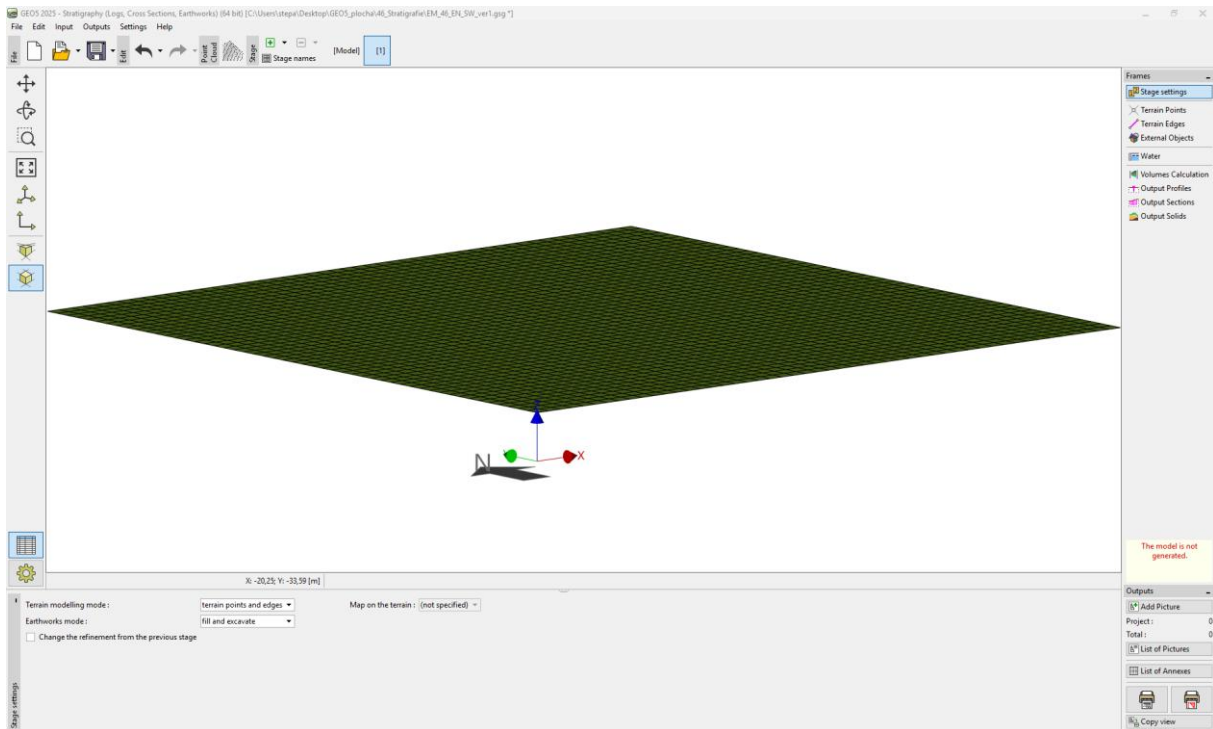 GEO5 2025 - Stratigraphy (Logs, Cross Sections, Earthworks) (64 bit) [C:\Users\stepa\Desktop\GEO5_plocha\46_Stratigrafie\EM_46_EN_SW_ver1.gsg *]
File Edit Input Outputs Settings Help
File
Edit
Point Cloud
Stage
Stage names
[Model]
[1]
N
Z
X
X: -20,25; Y: -33,59 [m]
Frames
Stage settings
Terrain Points
Terrain Edges
External Objects
Water
Volumes Calculation
Output Profiles
Output Sections
Output Solids
The model is not
generated.
Outputs
Add Picture
Project : 0
Total : 0
List of Pictures
List of Annexes
Copy view
Stage settings
Terrain modelling mode : terrain points and edges Map on the terrain : (not specified)
Earthworks mode : fill and excavate
Change the refinement from the previous stage